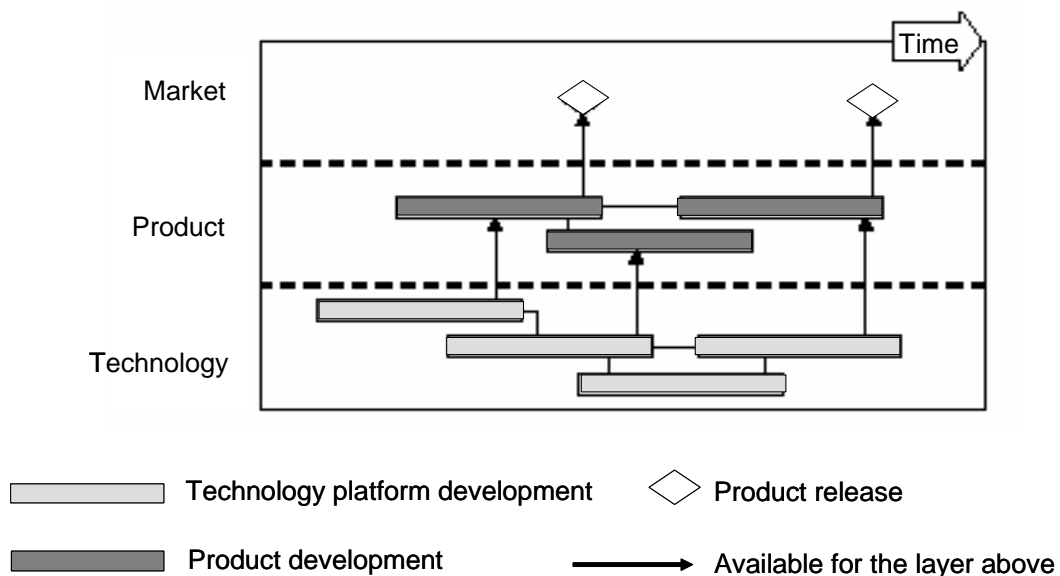 Time
Market
Product
Technology
Technology platform development
Product release
Product development
Available for the layer above